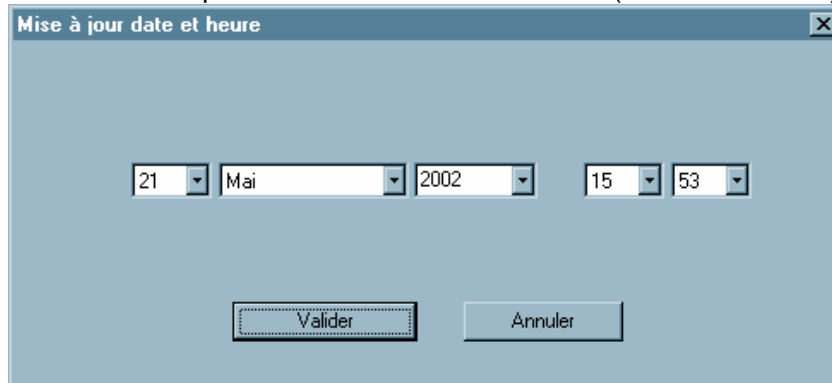 Mise à jour date et heure
21 Mai 2002 15 53
Valider Annuler